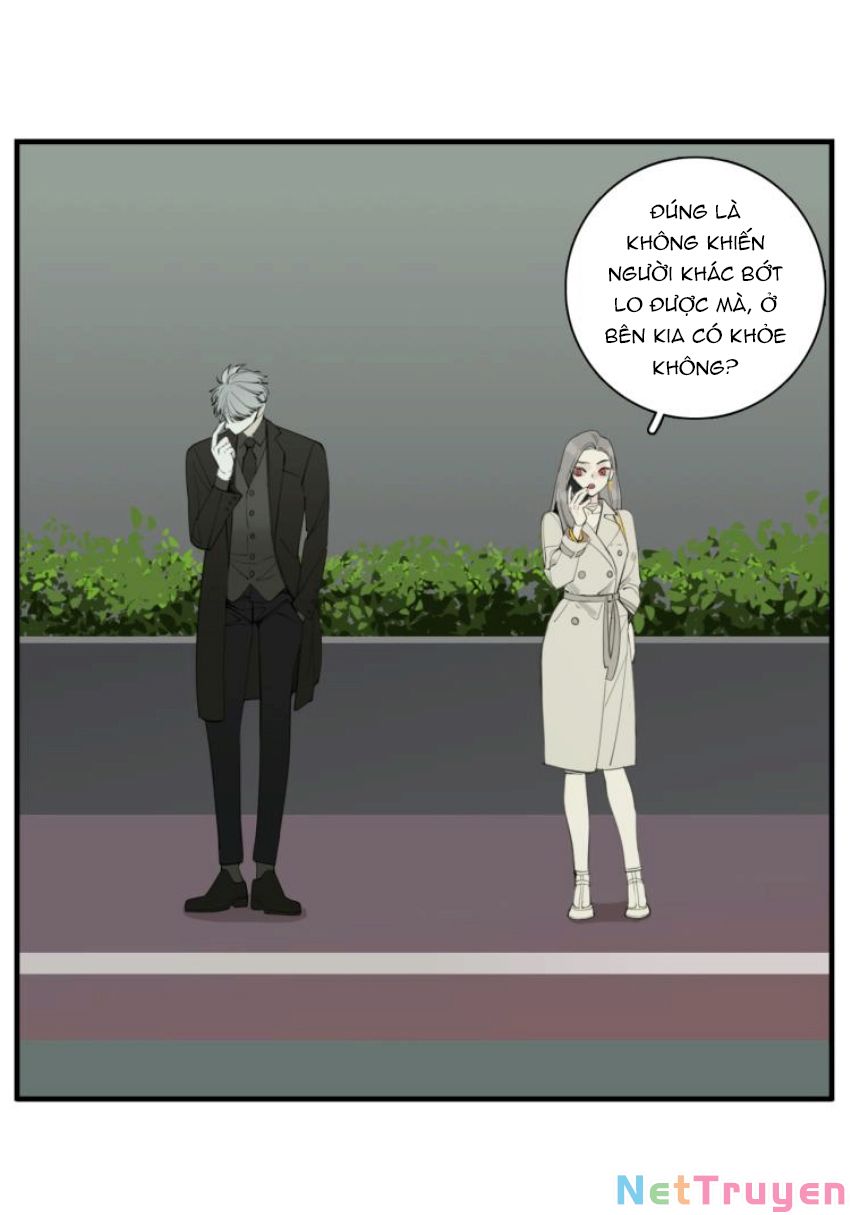 ĐÚNG LÀ
KHÔNG KHIẾN
NGƯỜI KHÁC BỚT
LO ĐƯỢC MÀ, Ở
BÊN KIA CÓ KHỎE
KHÔNG?
NetTruyen